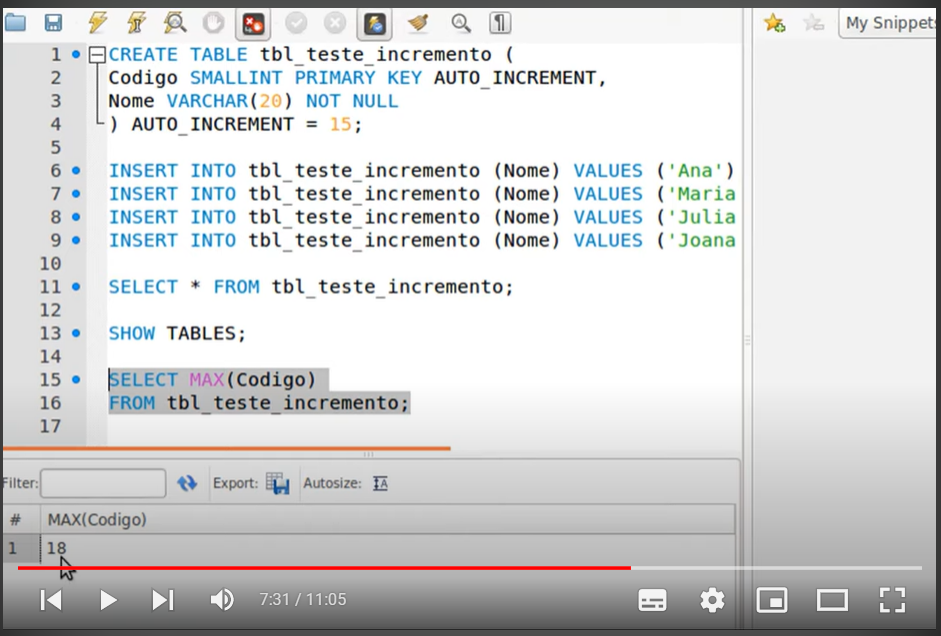 My Snippets
1 CREATE TABLE tbl_teste_incremento (
2 Codigo SMALLINT PRIMARY KEY AUTO_INCREMENT,
3 Nome VARCHAR(20) NOT NULL
4 ) AUTO_INCREMENT = 15;
5
6 INSERT INTO tbl_teste_incremento (Nome) VALUES ('Ana')
7 INSERT INTO tbl_teste_incremento (Nome) VALUES ('Maria
8 INSERT INTO tbl_teste_incremento (Nome) VALUES ('Julia
9 INSERT INTO tbl_teste_incremento (Nome) VALUES ('Joana
10
11 SELECT * FROM tbl_teste_incremento;
12
13 SHOW TABLES;
14
15 SELECT MAX(Codigo)
16 FROM tbl_teste_incremento;
17
Filter: Export: Autosize:
# MAX(Codigo)
1 18
7:31 / 11:05